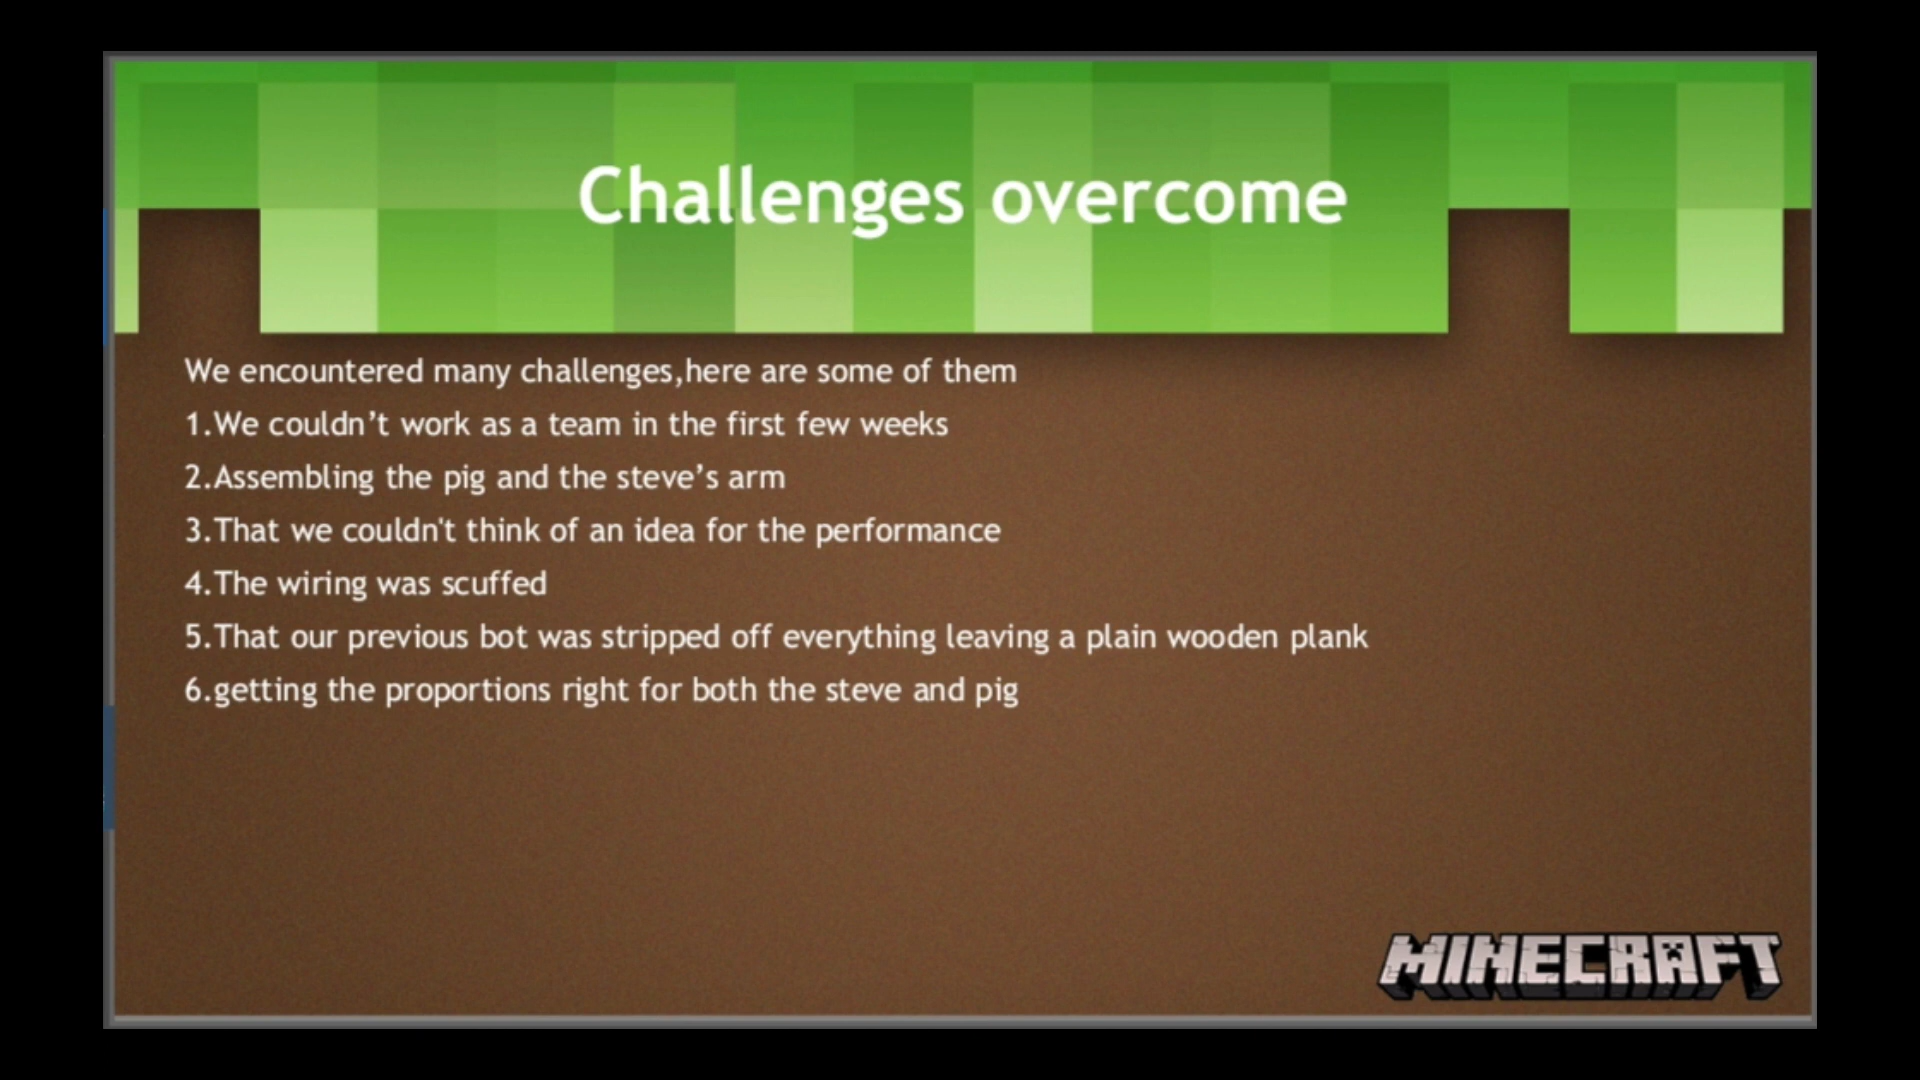 Challenges overcome
We encountered many challenges,here are some of them
1.We couldn’t work as a team in the first few weeks
2.Assembling the pig and the steve’s arm
3.That we couldn't think of an idea for the performance
4.The wiring was scuffed
5.That our previous bot was stripped off everything leaving a plain wooden plank
6.getting the proportions right for both the steve and pig
MINECRAFT